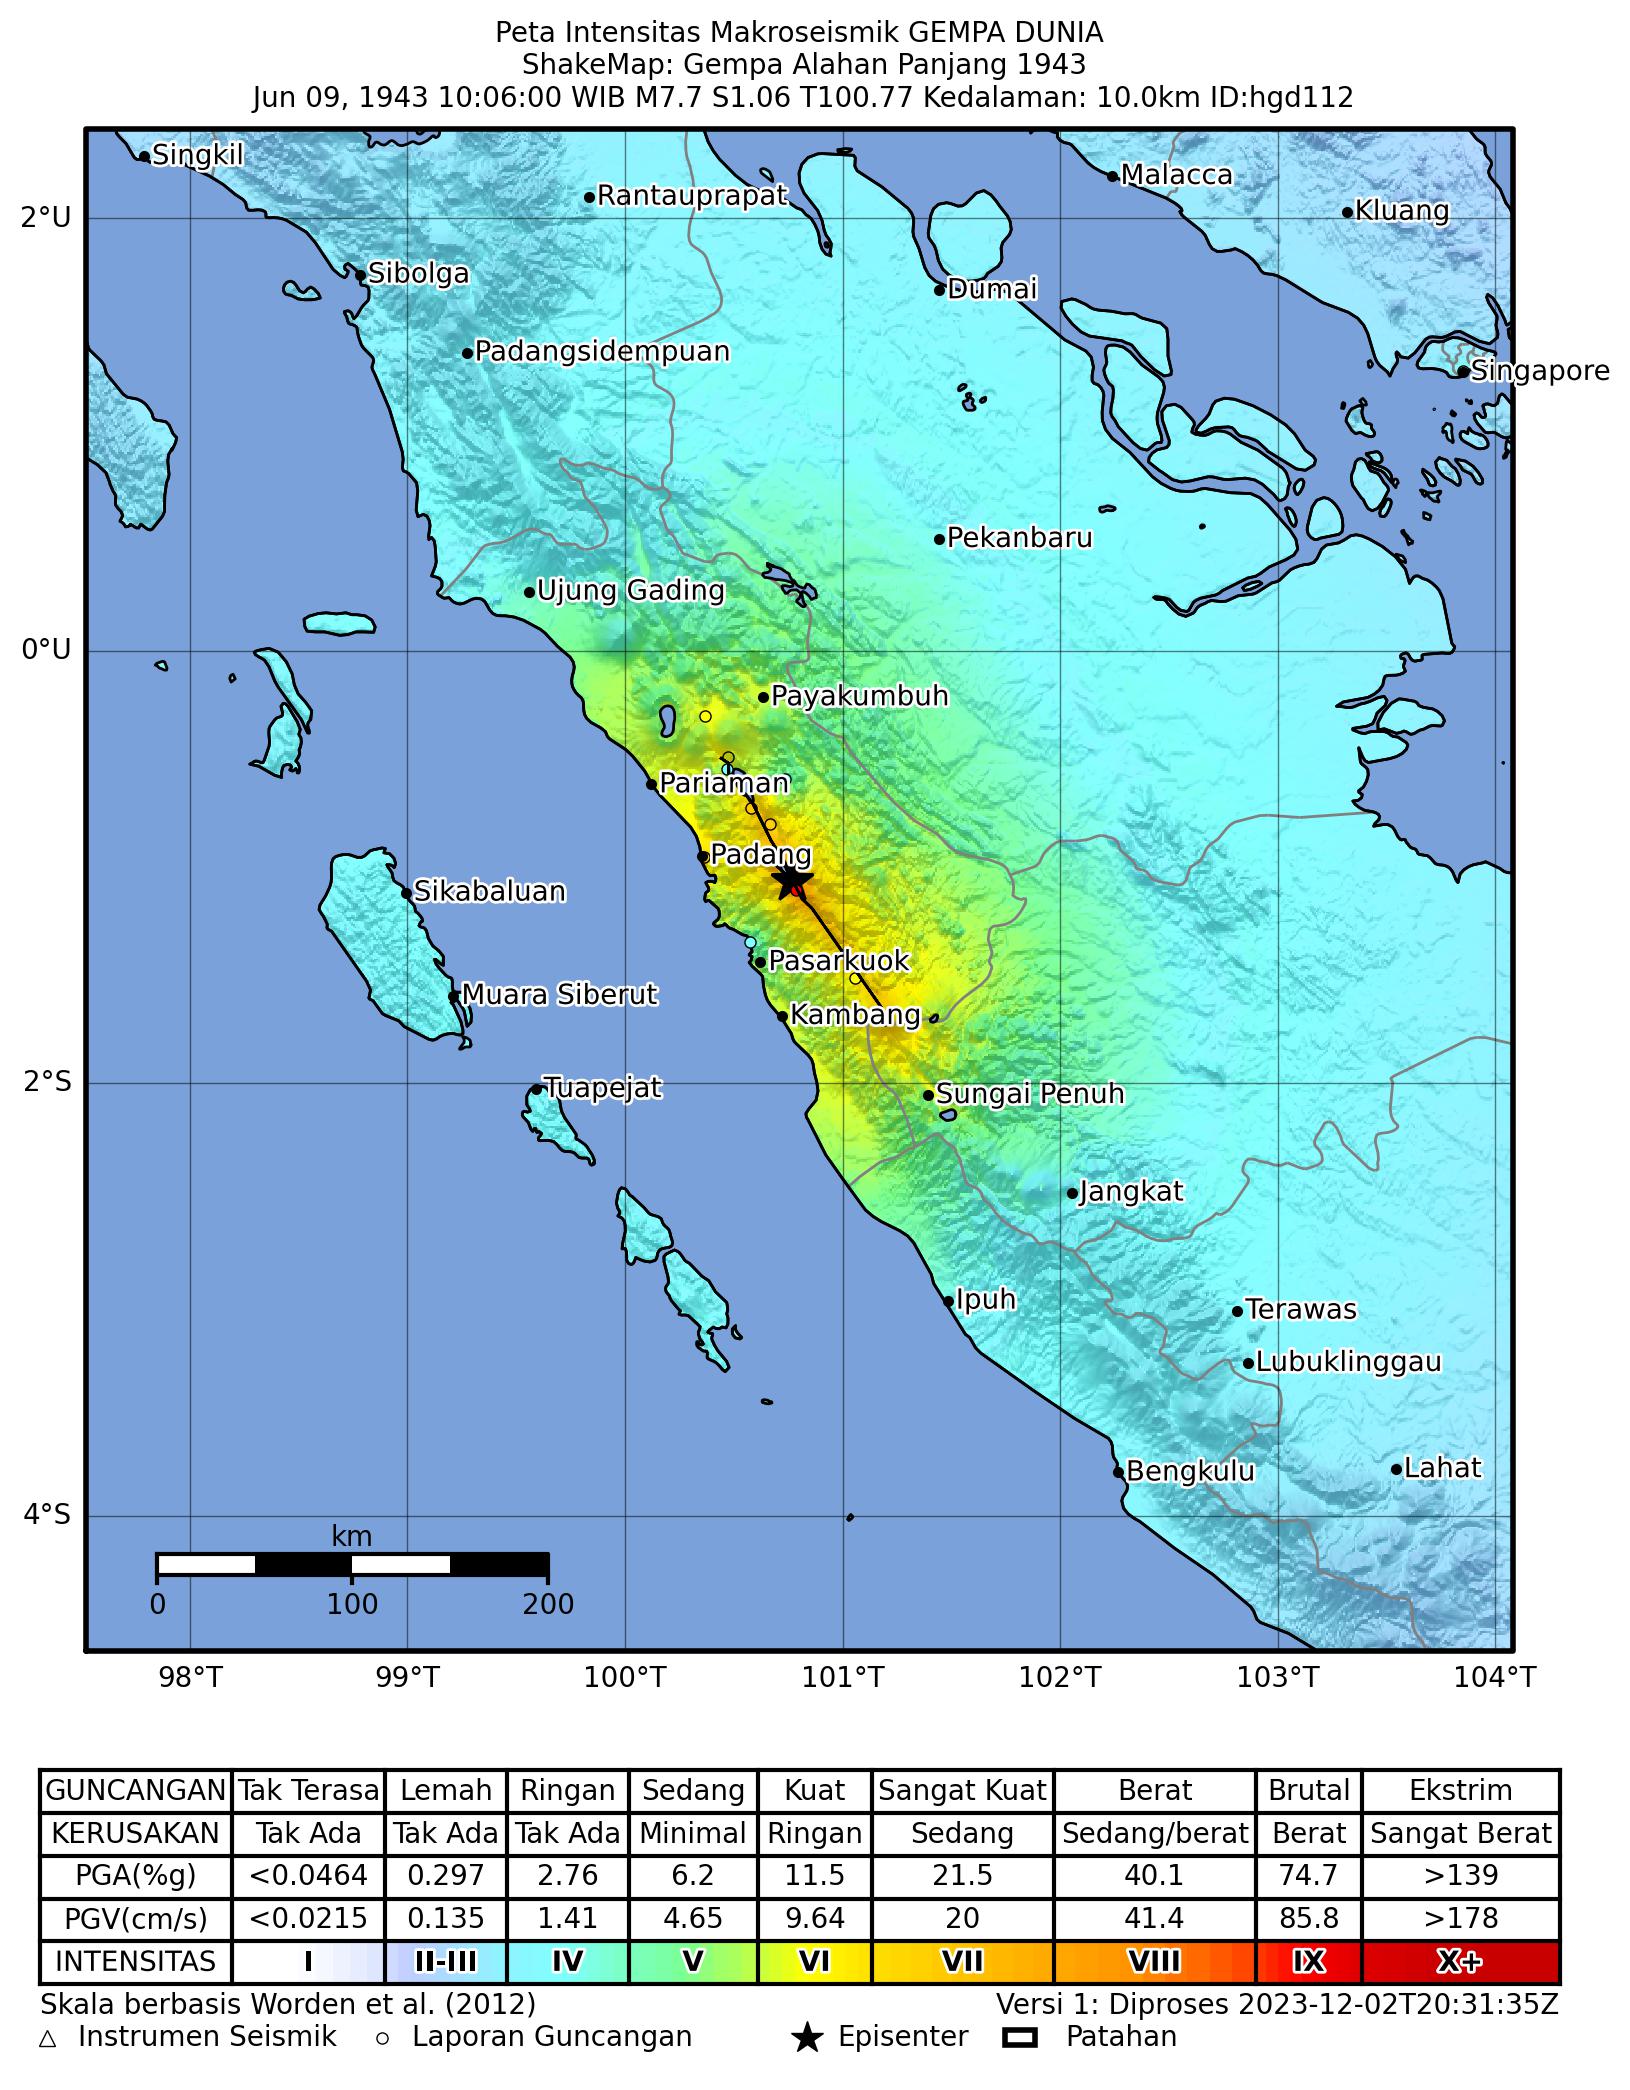 Peta Intensitas Makroseismik GEMPA DUNIA
ShakeMap: Gempa Alahan Panjang 1943
Jun 09, 1943 10:06:00 WIB M7.7 S1.06 T100.77 Kedalaman: 10.0km ID:hgd112
Singkil
Malacca
Rantauprapat
Kluang
2°U
Sibolga
Dumai
Padangsidempuan
Singapore
Pekanbaru
Ujung Gading
0°U
Payakumbuh
Pariaman
Padang
Sikabaluan
Pasarkuok
Muara Siberut
Kambang
2°S
Tuapejat
Sungai Penuh
Jangkat
Ipuh
Terawas
Lubuklinggau
Bengkulu
Lahat
4°S
km
0 100 200
98°T 99°T 100°T 101°T 102°T 103°T 104°T
GUNCANGAN Tak Terasa Lemah Ringan Sedang Kuat Sangat Kuat Berat Brutal Ekstrim
KERUSAKAN Tak Ada Tak Ada Tak Ada Minimal Ringan Sedang Sedang/berat Berat Sangat Berat
PGA(%g) <0.0464 0.297 2.76 6.2 11.5 21.5 40.1 74.7 >139
PGV(cm/s) <0.0215 0.135 1.41 4.65 9.64 20 41.4 85.8 >178
INTENSITAS I II-III IV V VI VII VIII IX X+
Skala berbasis Worden et al. (2012) Versi 1: Diproses 2023-12-02T20:31:35Z
Instrumen Seismik Laporan Guncangan Episenter Patahan